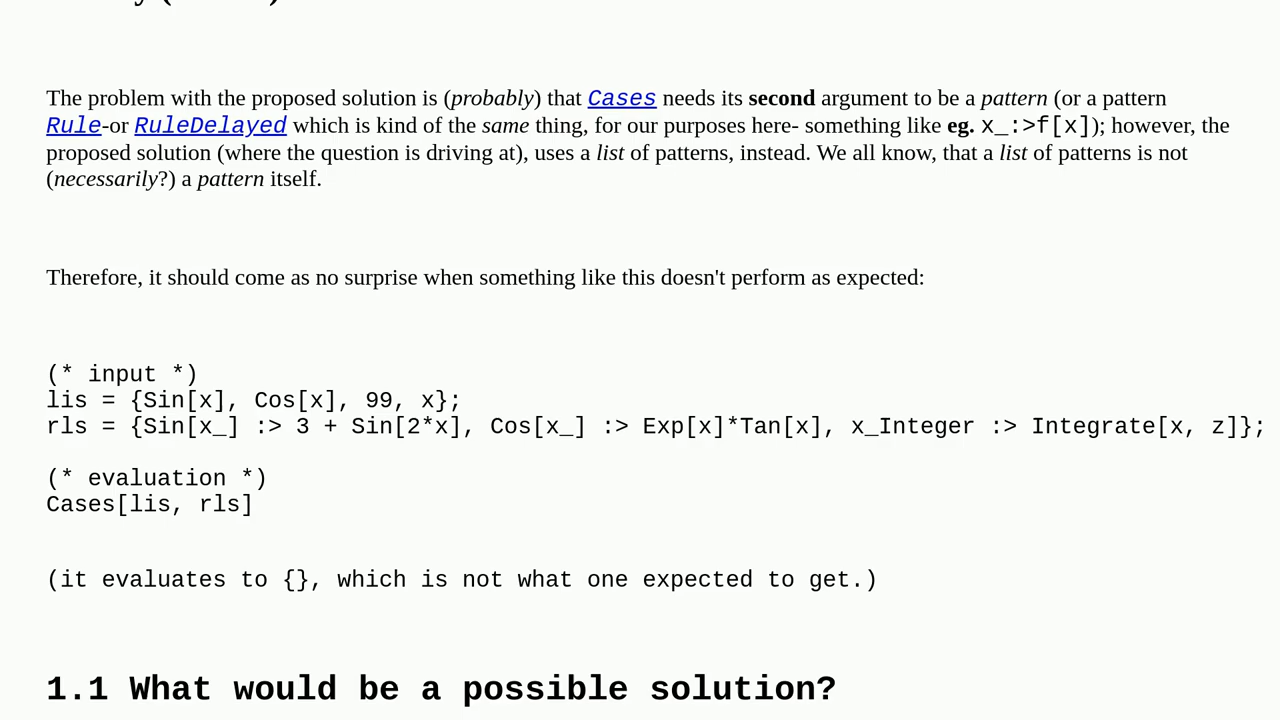 The problem with the proposed solution is (probably) that Cases needs its second argument to be a pattern (or a pattern
Rule-or RuleDelayed which is kind of the same thing, for our purposes here- something like eg. x_:>f[x]); however, the
proposed solution (where the question is driving at), uses a list of patterns, instead. We all know, that a list of patterns is not
(necessarily?) a pattern itself.
Therefore, it should come as no surprise when something like this doesn't perform as expected:
(* input *)
lis = {Sin[x], Cos[x], 99, x};
rls = {Sin[x_] :> 3 + Sin[2*x], Cos[x_] :> Exp[x]*Tan[x], x_Integer :> Integrate[x, z]};
(* evaluation *)
Cases[lis, rls]
(it evaluates to {}, which is not what one expected to get.)
1.1 What would be a possible solution?